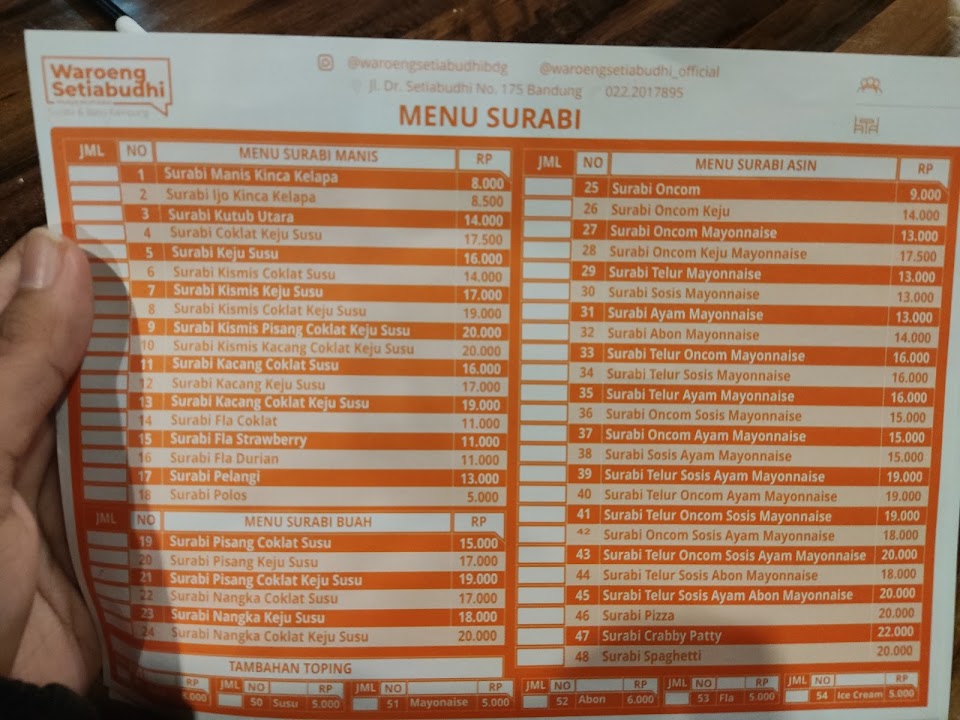 Waroeng
Setiabudhi
@waroengsetiabudhibdg @waroengsetiabudhi_official
Jl. Dr. Setiabudhi No. 175 Bandung 022.2017895
MENU SURABI
JML NO MENU SURABI MANIS RP
1 Surabi Manis Kinca Kelapa 8.000
2 Surabi Ijo Kinca Kelapa 8.500
3 Surabi Kutub Utara 14.000
4 Surabi Coklat Keju Susu 17.500
5 Surabi Keju Susu 16.000
6 Surabi Kismis Coklat Susu 14.000
7 Surabi Kismis Keju Susu 17.000
8 Surabi Kismis Coklat Keju Susu 19.000
9 Surabi Kismis Pisang Coklat Keju Susu 20.000
10 Surabi Kismis Kacang Coklat Keju Susu 20.000
11 Surabi Kacang Coklat Susu 16.000
12 Surabi Kacang Keju Susu 17.000
13 Surabi Kacang Coklat Keju Susu 19.000
14 Surabi Fla Coklat 11.000
15 Surabi Fla Strawberry 11.000
16 Surabi Fla Durian 11.000
17 Surabi Pelangi 13.000
18 Surabi Polos 5.000
JML NO MENU SURABI BUAH RP
19 Surabi Pisang Coklat Susu 15.000
20 Surabi Pisang Keju Susu 17.000
21 Surabi Pisang Coklat Keju Susu 19.000
22 Surabi Nangka Coklat Susu 17.000
23 Surabi Nangka Keju Susu 18.000
24 Surabi Nangka Coklat Keju Susu 20.000
JML NO MENU SURABI ASIN RP
25 Surabi Oncom 9.000
26 Surabi Oncom Keju 14.000
27 Surabi Oncom Mayonnaise 13.000
28 Surabi Oncom Keju Mayonnaise 17.500
29 Surabi Telur Mayonnaise 13.000
30 Surabi Sosis Mayonnaise 13.000
31 Surabi Ayam Mayonnaise 13.000
32 Surabi Abon Mayonnaise 14.000
33 Surabi Telur Oncom Mayonnaise 16.000
34 Surabi Telur Sosis Mayonnaise 16.000
35 Surabi Telur Ayam Mayonnaise 16.000
36 Surabi Oncom Sosis Mayonnaise 15.000
37 Surabi Oncom Ayam Mayonnaise 15.000
38 Surabi Sosis Ayam Mayonnaise 15.000
39 Surabi Telur Sosis Ayam Mayonnaise 19.000
40 Surabi Telur Oncom Ayam Mayonnaise 19.000
41 Surabi Telur Oncom Sosis Mayonnaise 19.000
42 Surabi Oncom Sosis Ayam Mayonnaise 18.000
43 Surabi Telur Oncom Sosis Ayam Mayonnaise 20.000
44 Surabi Telur Sosis Abon Mayonnaise 18.000
45 Surabi Telur Sosis Ayam Abon Mayonnaise 20.000
46 Surabi Pizza 20.000
47 Surabi Crabby Patty 22.000
48 Surabi Spaghetti 20.000
TAMBAHAN TOPING
RP JML NO RP JML NO RP JML NO RP JML NO RP JML NO RP
50 Susu 5.000 51 Mayonaise 5.000 52 Abon 6.000 53 Fla 5.000 54 Ice Cream 5.000